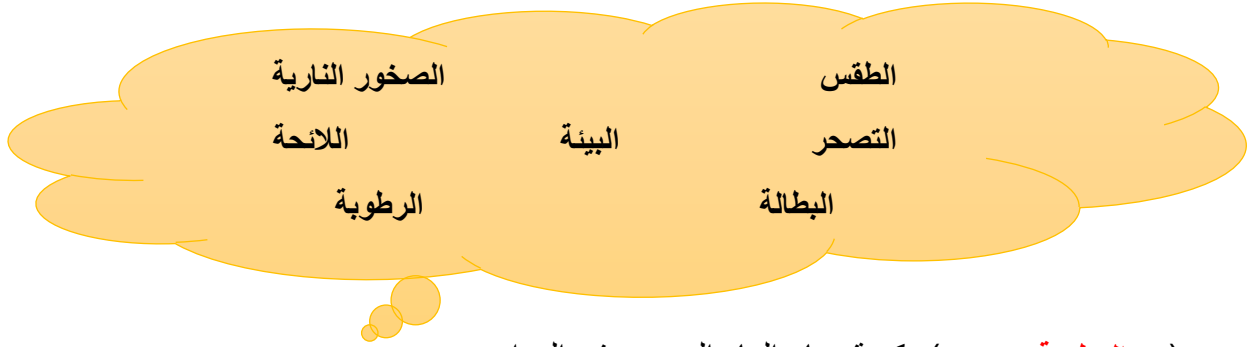 الطقس الصخور النارية
التصحر البيئة اللائحة
البطالة الرطوبة